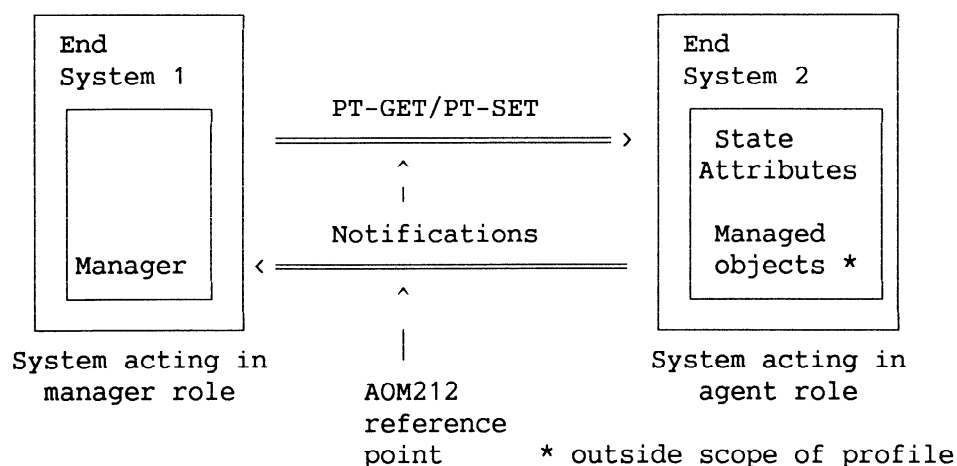 End
System 1
Manager
System acting in
manager role
PT-GET/PT-SET
Notifications
AOM212
reference
point
End
System 2
State
Attributes
Managed
objects *
System acting in
agent role
* outside scope of profile